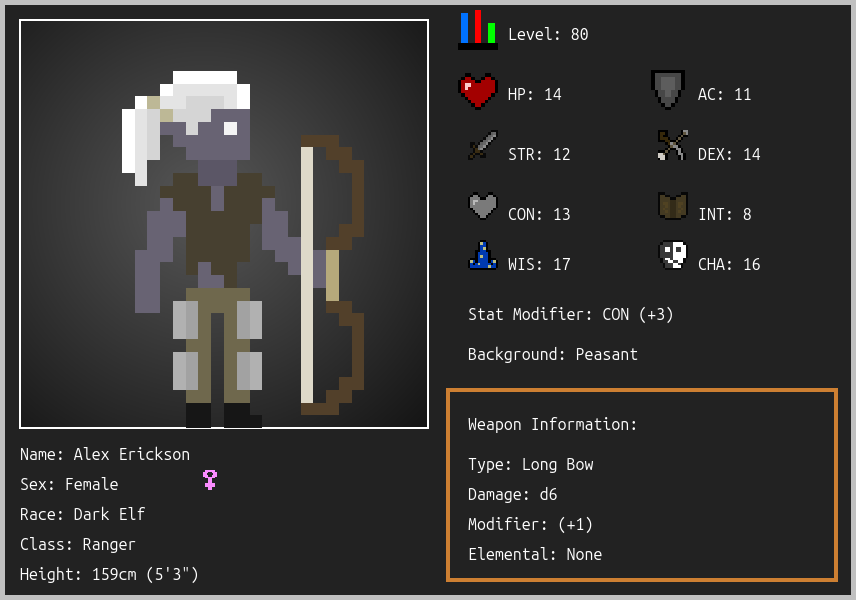 Level: 80
HP: 14
AC: 11
STR: 12
DEX: 14
CON: 13
INT: 8
WIS: 17
CHA: 16
Stat Modifier: CON (+3)
Background: Peasant
Weapon Information:
Type: Long Bow
Damage: d6
Modifier: (+1)
Elemental: None
Name: Alex Erickson
Sex: Female
Race: Dark Elf
Class: Ranger
Height: 159cm (5'3")